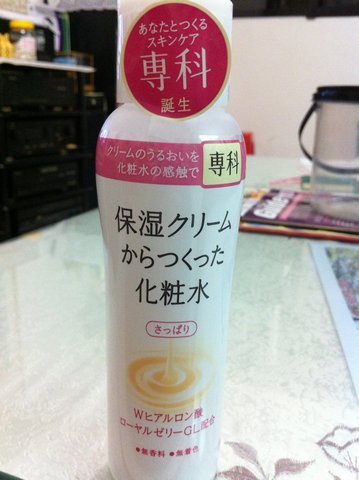 あなたとつくる
スキンケア
専科
誕生
クリームのうるおいを
化粧水の感触で
専科
保湿クリーム
からつくった
化粧水
さっぱり
Wヒアルロン酸
ローヤルゼリーGL配合
●無香料 ●無着色